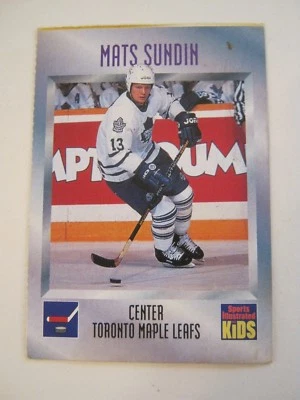 MATS SUNDIN
13
CENTER
TORONTO MAPLE LEAFS
Sports
Illustrated
KIDS